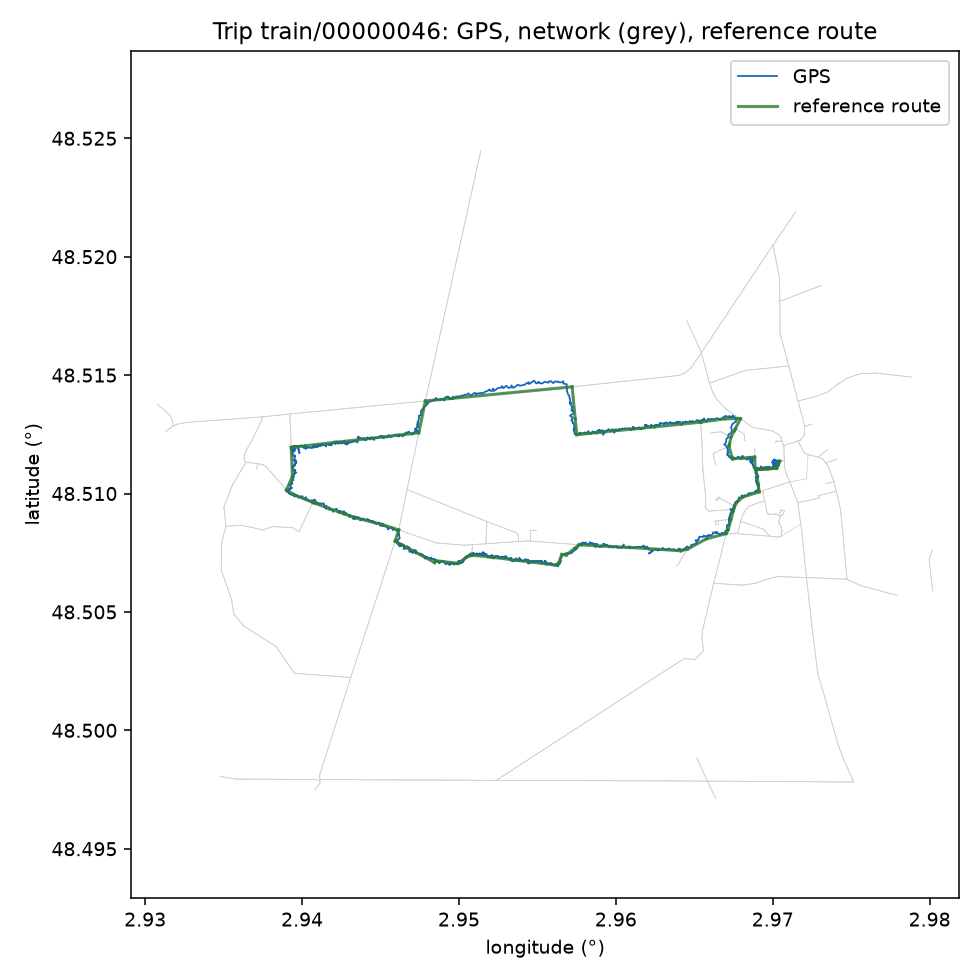 Trip train/00000046: GPS, network (grey), reference route
GPS
reference route
48.525
48.520
48.515
48.510
48.505
48.500
48.495
latitude (°)
2.93 2.94 2.95 2.96 2.97 2.98
longitude (°)